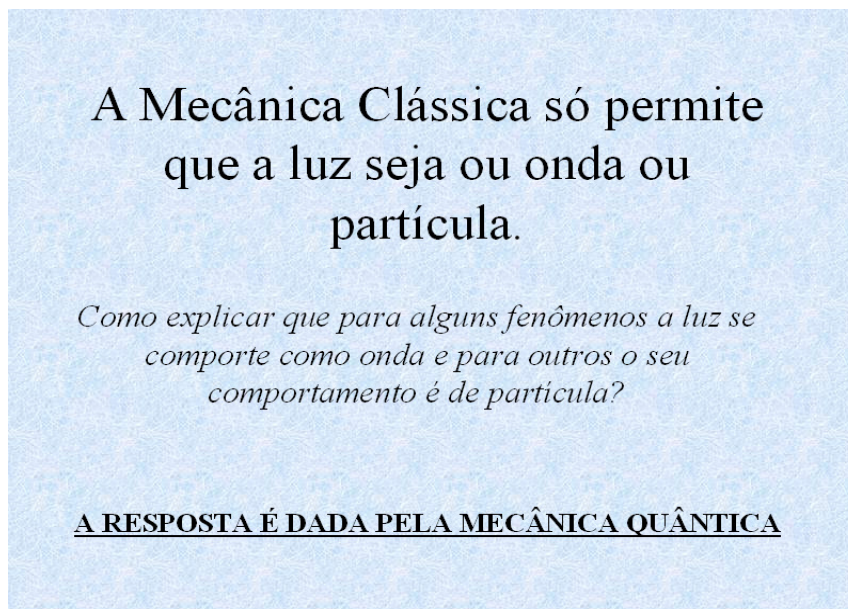 A Mecânica Clássica só permite
que a luz seja ou onda ou
partícula.
Como explicar que para alguns fenômenos a luz se
comporte como onda e para outros o seu
comportamento é de partícula?
A RESPOSTA É DADA PELA MECÂNICA QUÂNTICA